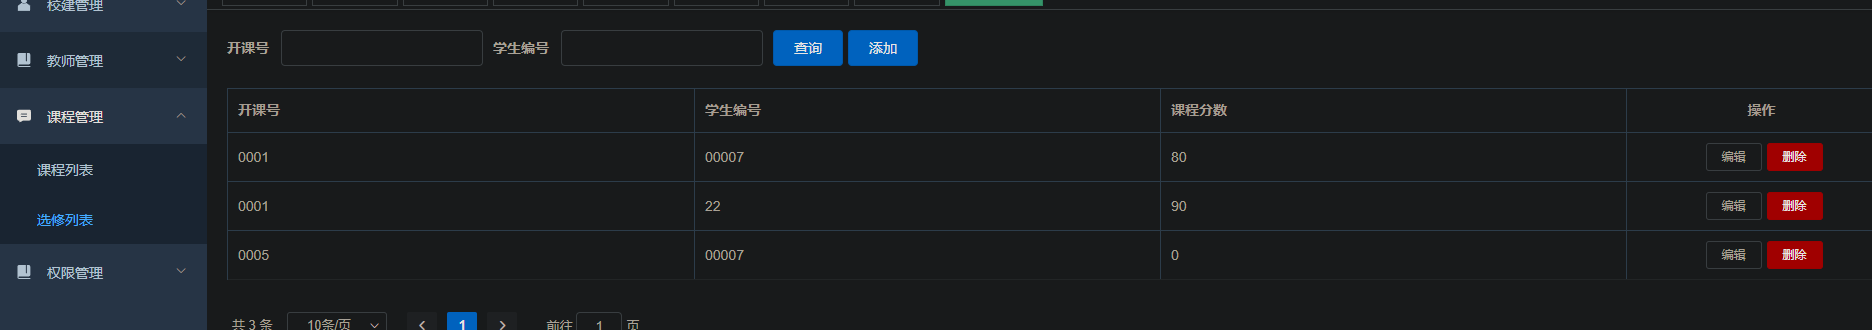 校建管理
教师管理
课程管理
课程列表
选修列表
权限管理
开课号 学生编号 查询 添加
开课号 学生编号 课程分数 操作
0001 00007 80 编辑 删除
0001 22 90 编辑 删除
0005 00007 0 编辑 删除
共 3 条 10条/页 1 前往 1 页